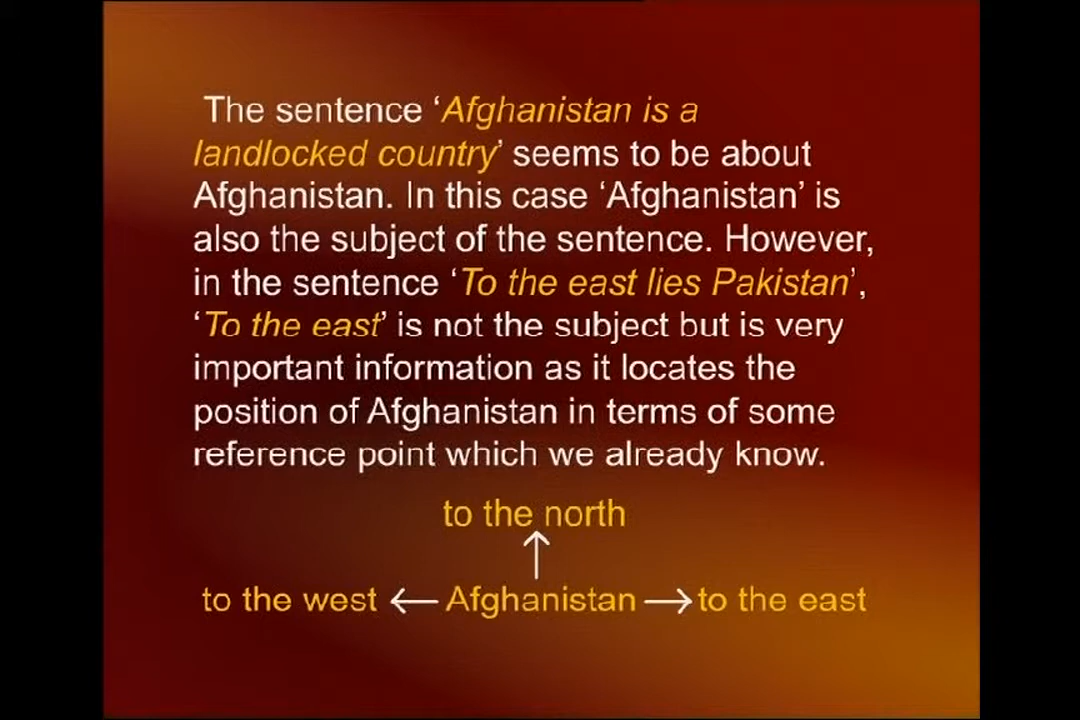 The sentence ‘Afghanistan is a
landlocked country’ seems to be about
Afghanistan. In this case ‘Afghanistan’ is
also the subject of the sentence. However,
in the sentence ‘To the east lies Pakistan’,
‘To the east’ is not the subject but is very
important information as it locates the
position of Afghanistan in terms of some
reference point which we already know.
to the north
to the west ← Afghanistan → to the east